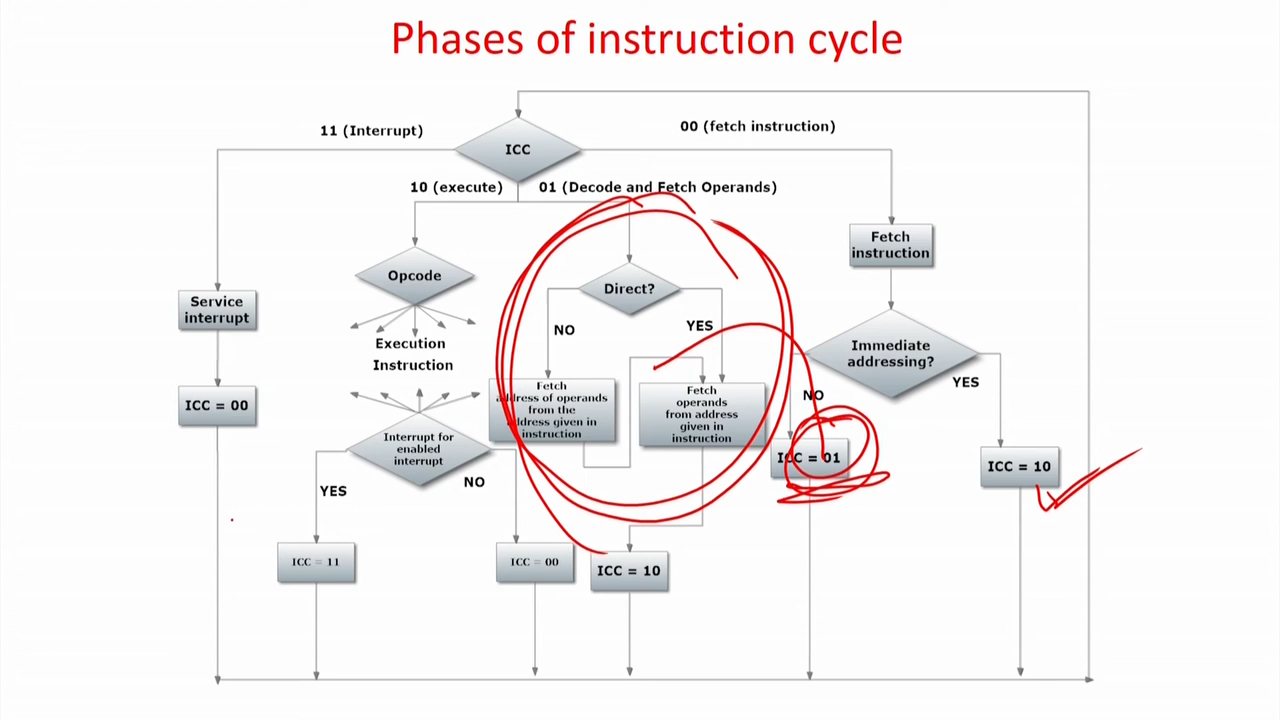 Phases of instruction cycle
11 (Interrupt)
00 (fetch instruction)
ICC
10 (execute)
01 (Decode and Fetch Operands)
Fetch
instruction
Opcode
Direct?
Service
interrupt
NO
YES
Execution
Instruction
Immediate
addressing?
YES
NO
ICC = 00
Fetch
address of operands
from the
address given in
instruction
Fetch
operands
from address
given in
instruction
Interrupt for
enabled
interrupt
ICC = 01
ICC = 10
YES
NO
ICC = 11
ICC = 00
ICC = 10